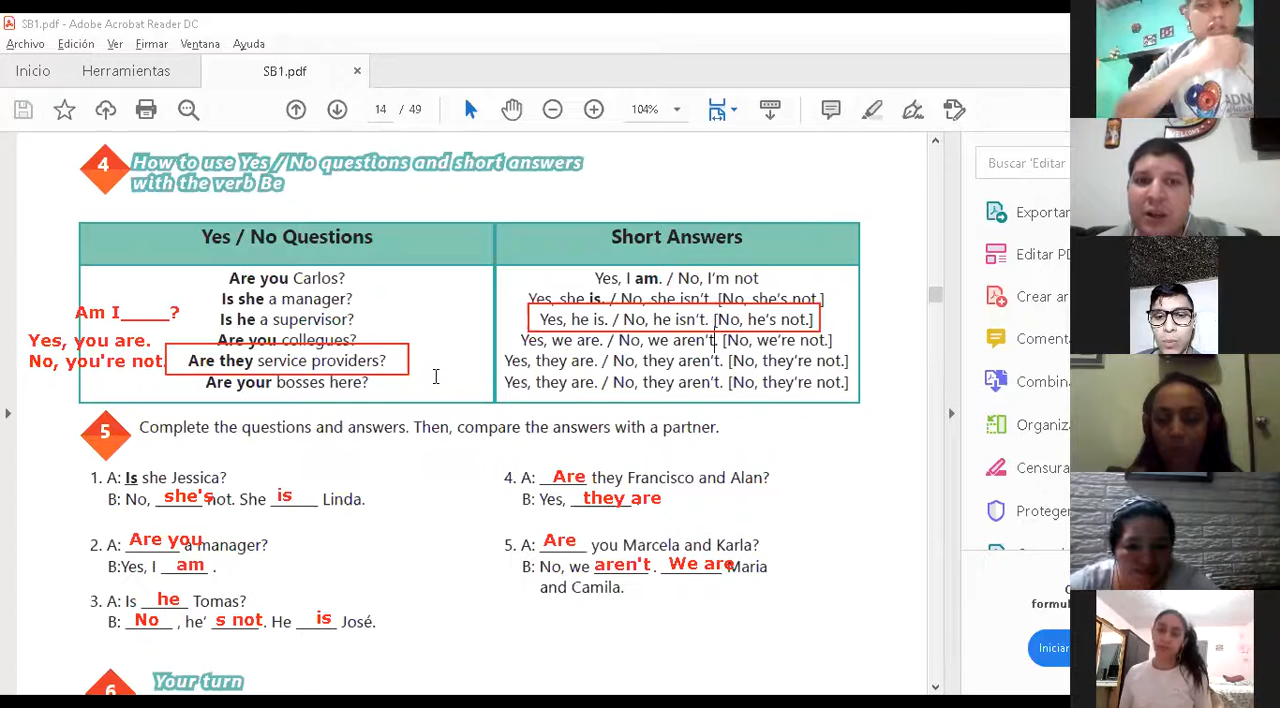 SB1.pdf - Adobe Acrobat Reader DC
Archivo Edición Ver Firmar Ventana Ayuda
Inicio Herramientas SB1.pdf ×
14 / 49 104%
4 How to use Yes / No questions and short answers
with the verb Be
Yes / No Questions Short Answers
Are you Carlos? Yes, I am. / No, I'm not
Is she a manager? Yes, she is. / No, she isn't. [No, she's not.]
Am I_____?
Is he a supervisor? Yes, he is. / No, he isn't. [No, he's not.]
Yes, you are.
Are you collegues? Yes, we are. / No, we aren't. [No, we're not.]
No, you're not.
Are they service providers? Yes, they are. / No, they aren't. [No, they're not.]
Are your bosses here? Yes, they are. / No, they aren't. [No, they're not.]
5 Complete the questions and answers. Then, compare the answers with a partner.
1. A: Is she Jessica?
B: No, she's not. She is Linda.
2. A: Are you a manager?
B:Yes, I am .
3. A: Is he Tomas?
B: No , he' s not . He is José.
4. A: Are they Francisco and Alan?
B: Yes, they are
5. A: Are you Marcela and Karla?
B: No, we aren't . We are Maria
and Camila.
6 Your turn
Buscar 'Editar
Exportar
Editar PD
Crear ar
Coment
Combin
Organiz
Censura
Proteger
formul
Iniciar
WELCOME
ADN